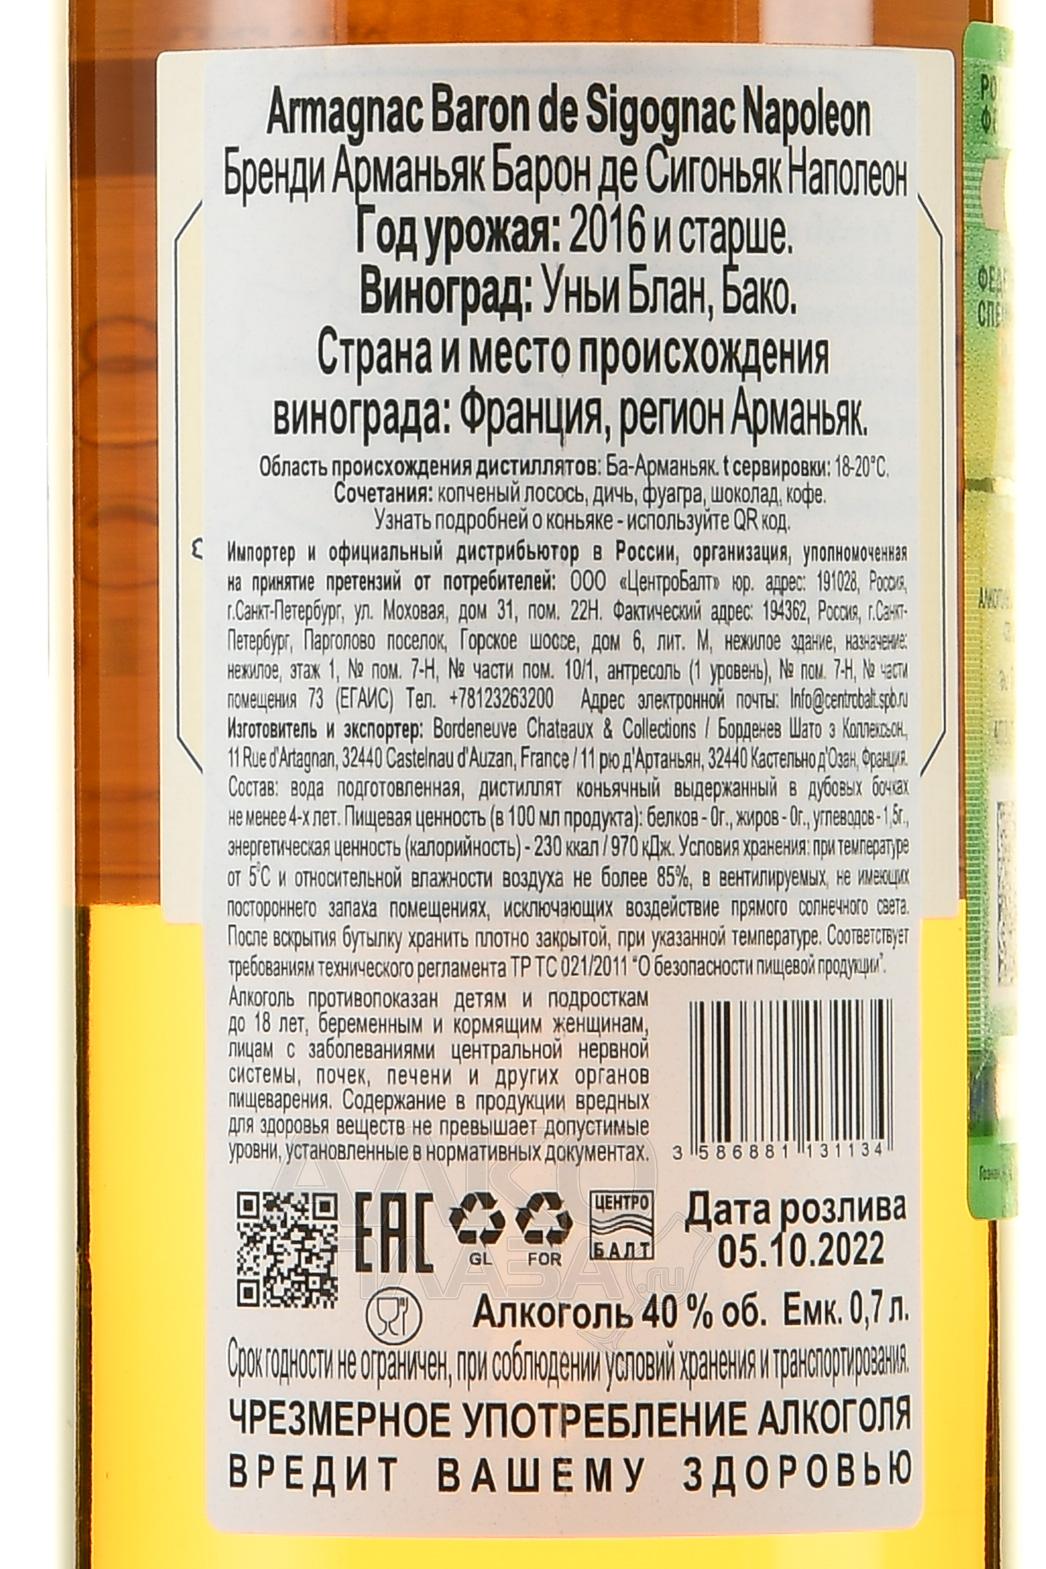 Armagnac Baron de Sigognac Napoleon
Бренди Арманьяк Барон де Сигоньяк Наполеон
Год урожая: 2016 и старше.
Виноград: Уньи Блан, Бако.
Страна и место происхождения
винограда: Франция, регион Арманьяк.
Область происхождения дистиллятов: Ба-Арманьяк. t сервировки: 18-20°С.
Сочетания: копченый лосось, дичь, фуагра, шоколад, кофе.
Узнать подробней о коньяке - используйте QR код.
Импортер и официальный дистрибьютор в России, организация, уполномоченная
на принятие претензий от потребителей: ООО «ЦентроБалт» юр. адрес: 191028, Россия,
г.Санкт-Петербург, ул. Моховая, дом 31, пом. 22Н. Фактический адрес: 194362, Россия, г.Санкт-
Петербург, Парголово поселок, Горское шоссе, дом 6, лит. М, нежилое здание, назначение:
нежилое, этаж 1, № пом. 7-Н, № части пом. 10/1, антресоль (1 уровень), № пом. 7-Н, № части
помещения 73 (ЕГАИС) Тел. +78123263200 Адрес электронной почты: Info@centrobalt.spb.ru
Изготовитель и экспортер: Bordeneuve Chataux & Collections / Борденев Шато э Коллексьон,
11 Rue d'Artagnan, 32440 Castelnau d'Auzan, France / 11 рю д'Артаньян, 32440 Кастельно д'Озан, Франция.
Состав: вода подготовленная, дистиллят коньячный выдержанный в дубовых бочках
не менее 4-х лет. Пищевая ценность (в 100 мл продукта): белков - 0г., жиров - 0г., углеводов - 1,5г.,
энергетическая ценность (калорийность) - 230 ккал / 970 кДж. Условия хранения: при температуре
от 5°С и относительной влажности воздуха не более 85%, в вентилируемых, не имеющих
постороннего запаха помещениях, исключающих воздействие прямого солнечного света.
После вскрытия бутылку хранить плотно закрытой, при указанной температуре. Соответствует
требованиям технического регламента ТР ТС 021/2011 "О безопасности пищевой продукции".
Алкоголь противопоказан детям и подросткам
до 18 лет, беременным и кормящим женщинам,
лицам с заболеваниями центральной нервной
системы, почек, печени и других органов
пищеварения. Содержание в продукции вредных
для здоровья веществ не превышает допустимые
уровни, установленные в нормативных документах.
3 586881 131134
ЕАС
GL
FOR
ЦЕНТРО
БАЛТ
Дата розлива
05.10.2022
Алкоголь 40 % об. Емк. 0,7 л.
Срок годности не ограничен, при соблюдении условий хранения и транспортирования.
ЧРЕЗМЕРНОЕ УПОТРЕБЛЕНИЕ АЛКОГОЛЯ
ВРЕДИТ ВАШЕМУ ЗДОРОВЬЮ
АЛКО
ПЛАЗА.ru